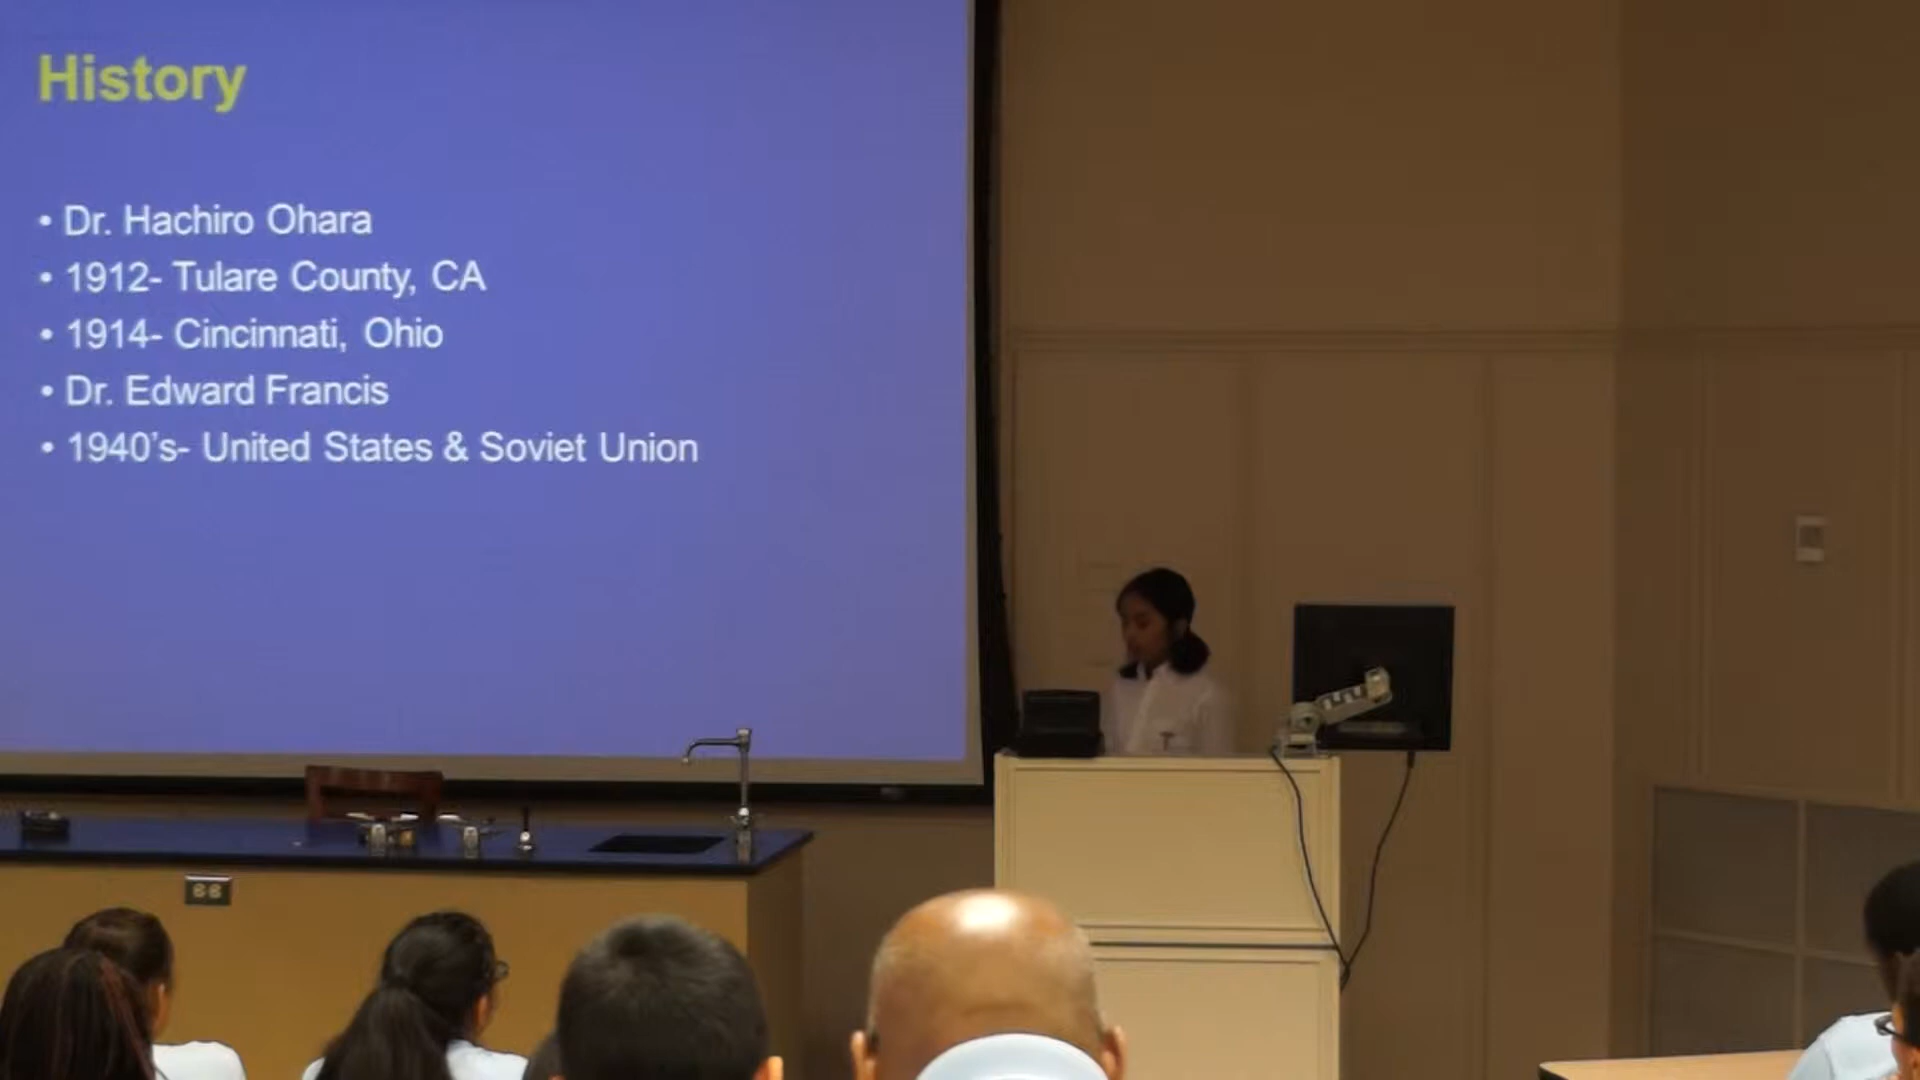 History
• Dr. Hachiro Ohara
• 1912- Tulare County, CA
• 1914- Cincinnati, Ohio
• Dr. Edward Francis
• 1940's- United States & Soviet Union